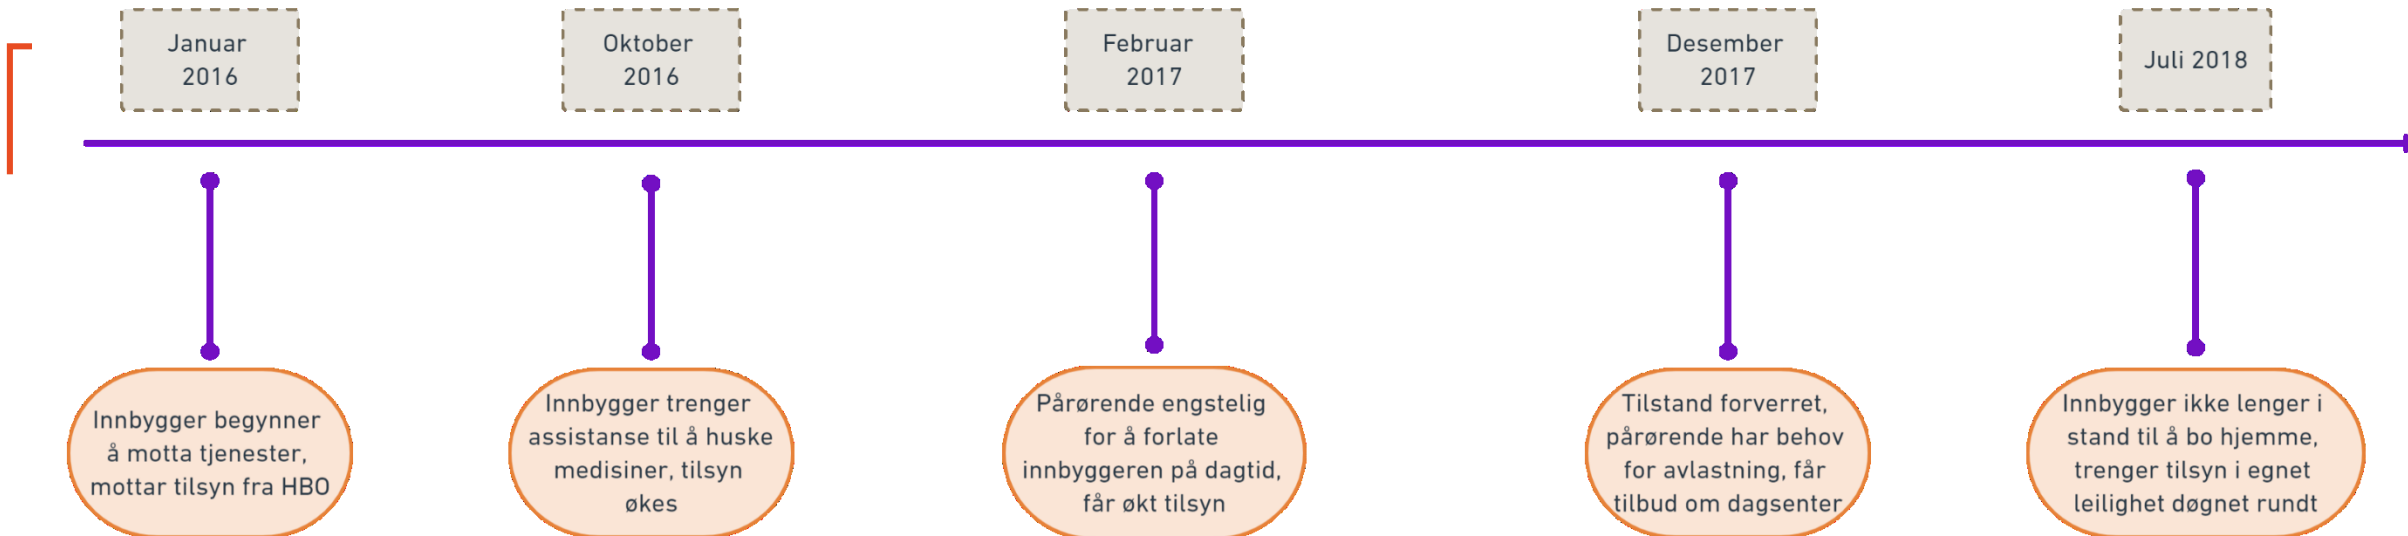 Januar
2016
Oktober
2016
Februar
2017
Desember
2017
Juli 2018
Innbygger begynner
å motta tjenester,
mottar tilsyn fra HBO
Innbygger trenger
assistanse til å huske
medisiner, tilsyn
økes
Pårørende engstelig
for å forlate
innbyggeren på dagtid,
får økt tilsyn
Tilstand forverret,
pårørende har behov
for avlastning, får
tilbud om dagsenter
Innbygger ikke lenger i
stand til å bo hjemme,
trenger tilsyn i egnet
leilighet døgnet rundt